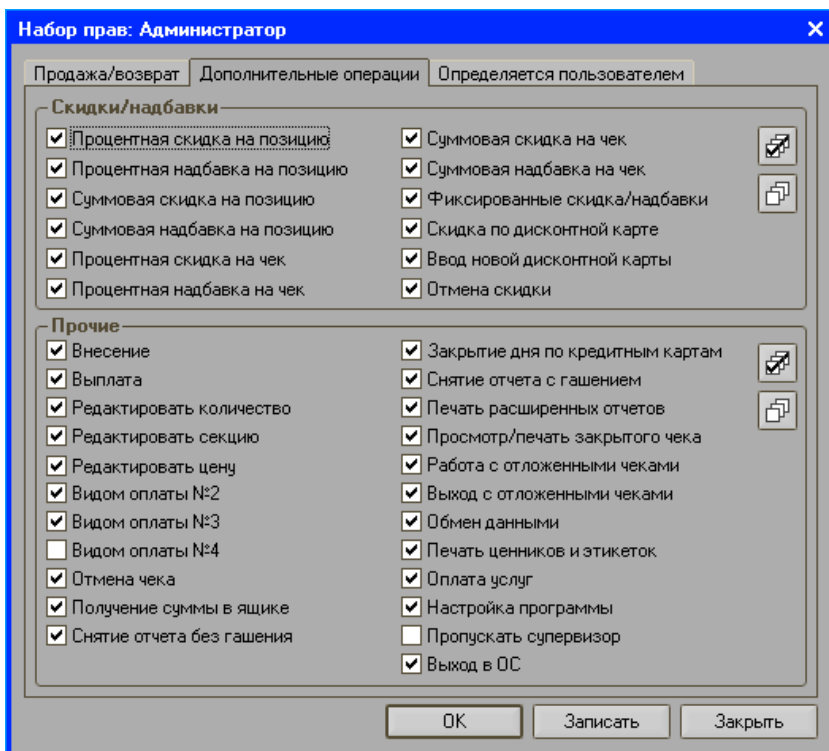 Набор прав: Администратор
Продажа/возврат
Дополнительные операции
Определяется пользователем
Скидки/надбавки
Процентная скидка на позицию
Процентная надбавка на позицию
Суммовая скидка на позицию
Суммовая надбавка на позицию
Процентная скидка на чек
Процентная надбавка на чек
Суммовая скидка на чек
Суммовая надбавка на чек
Фиксированные скидка/надбавки
Скидка по дисконтной карте
Ввод новой дисконтной карты
Отмена скидки
Прочие
Внесение
Выплата
Редактировать количество
Редактировать секцию
Редактировать цену
Видом оплаты №2
Видом оплаты №3
Видом оплаты №4
Отмена чека
Получение суммы в ящике
Снятие отчета без гашения
Закрытие дня по кредитным картам
Снятие отчета с гашением
Печать расширенных отчетов
Просмотр/печать закрытого чека
Работа с отложенными чеками
Выход с отложенными чеками
Обмен данными
Печать ценников и этикеток
Оплата услуг
Настройка программы
Пропускать супервизор
Выход в ОС
ОК
Записать
Закрыть